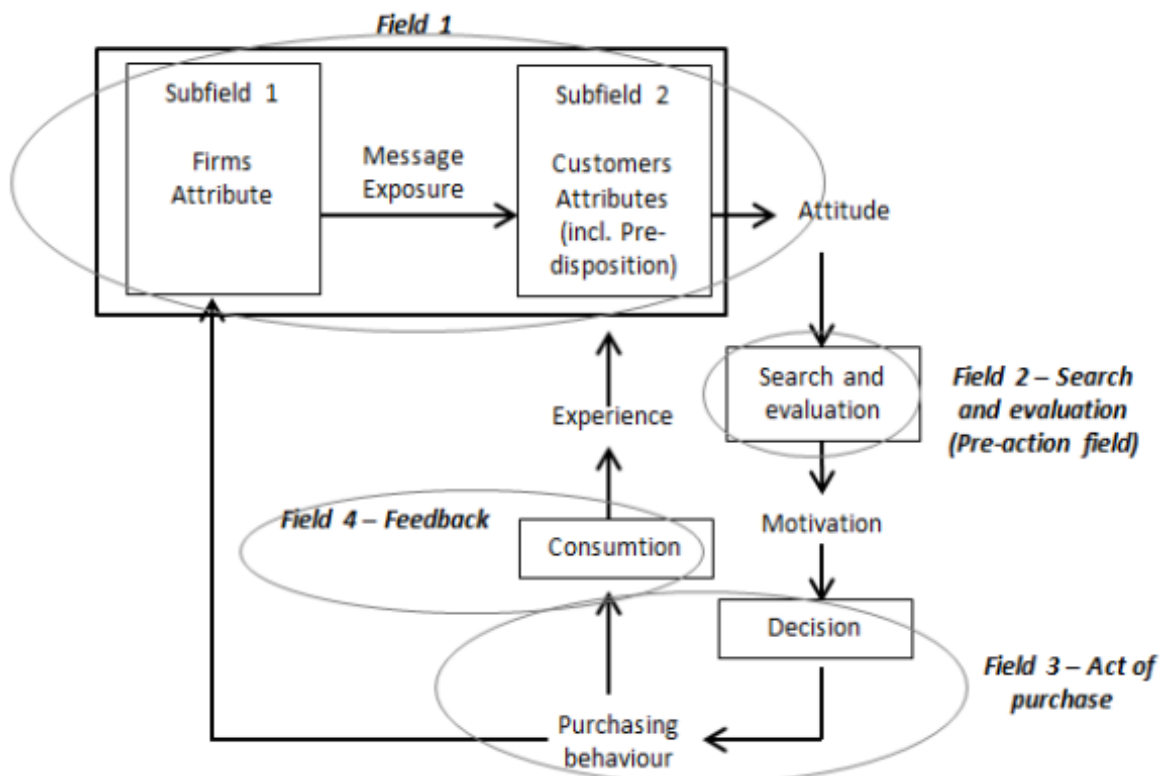 Field 1
Subfield 1
Firms
Attribute
Message
Exposure
Subfield 2
Customers
Attributes
(incl. Pre-
disposition)
Attitude
Search and
evaluation
Field 2 – Search
and evaluation
(Pre-action field)
Experience
Motivation
Field 4 – Feedback
Consumtion
Decision
Field 3 – Act of
purchase
Purchasing
behaviour